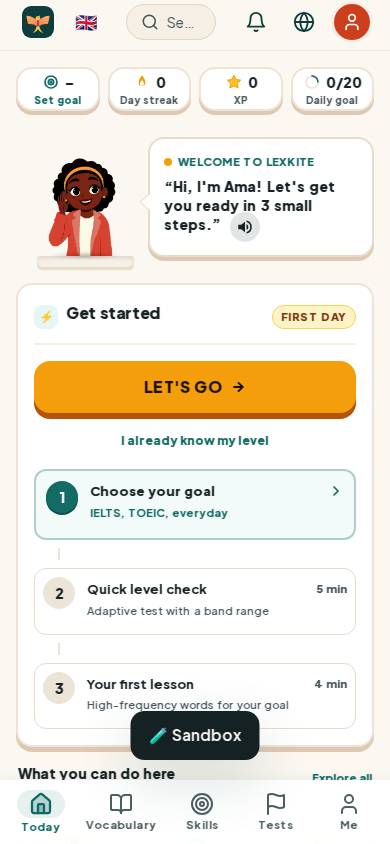 Se...
–
Set goal
0
Day streak
0
XP
0/20
Daily goal
WELCOME TO LEXKITE
“Hi, I'm Ama! Let's get
you ready in 3 small
steps.”
Get started
FIRST DAY
LET'S GO →
I already know my level
1
Choose your goal
IELTS, TOEIC, everyday
2
Quick level check
5 min
Adaptive test with a band range
3
Your first lesson
4 min
High-frequency words for your goal
Sandbox
What you can do here
Explore all
Today
Vocabulary
Skills
Tests
Me